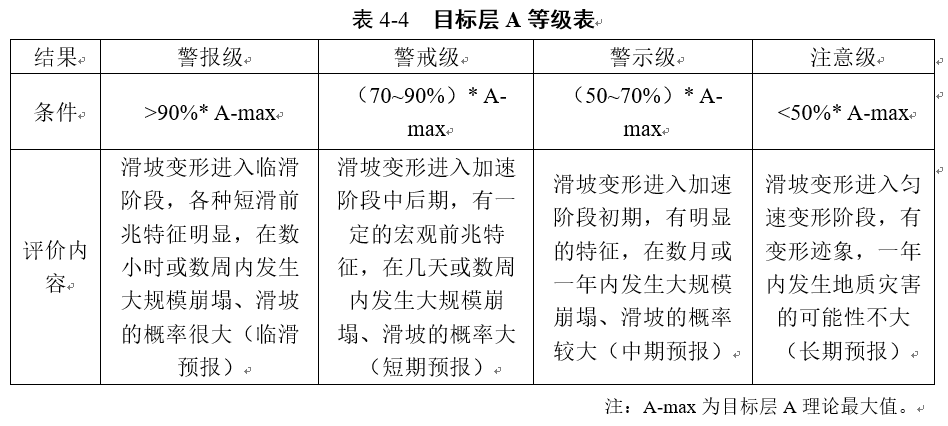 表 4-4 目标层 A 等级表
结果 警报级 警戒级 警示级 注意级
条件 >90%* A-max （70~90%）* A-max （50~70%）* A-max <50%* A-max
评价内容
滑坡变形进入临滑
阶段，各种短滑前
兆特征明显，在数
小时或数周内发生
大规模崩塌、滑坡
的概率很大（临滑
预报）
滑坡变形进入加速
阶段中后期，有一
定的宏观前兆特
征，在几天或数周
内发生大规模崩
塌、滑坡的概率大
（短期预报）
滑坡变形进入加速
阶段初期，有明显
的特征，在数月或
一年内发生大规模
崩塌、滑坡的概率
较大（中期预报）
滑坡变形进入匀
速变形阶段，有
变形迹象，一年
内发生地质灾害
的可能性不大
（长期预报）
注：A-max 为目标层 A 理论最大值。